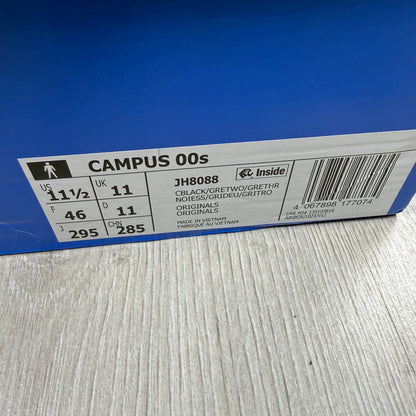 CAMPUS 00s
US 11½
UK 11
F 46
D 11
J 295
CHN 285
JH8088
Inside
CBLACK/GRETWO/GRETHR
NOIESS/GRIDEU/GRITRO
ORIGINALS
ORIGINALS
MADE IN VIETNAM
FABRIQUÉ AU VIETNAM
4 067898 177074